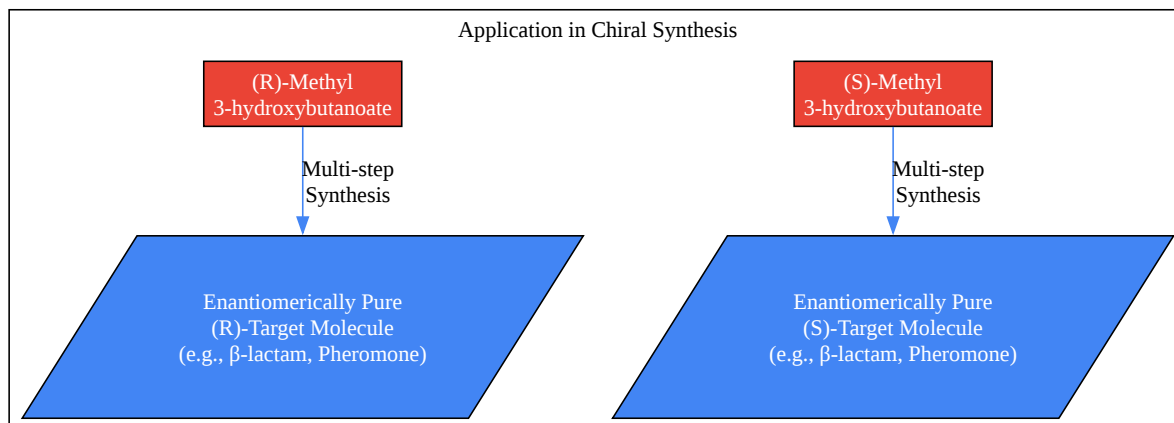 Application in Chiral Synthesis
(R)-Methyl
3-hydroxybutanoate
Multi-step
Synthesis
Enantiomerically Pure
(R)-Target Molecule
(e.g., β-lactam, Pheromone)
(S)-Methyl
3-hydroxybutanoate
Multi-step
Synthesis
Enantiomerically Pure
(S)-Target Molecule
(e.g., β-lactam, Pheromone)